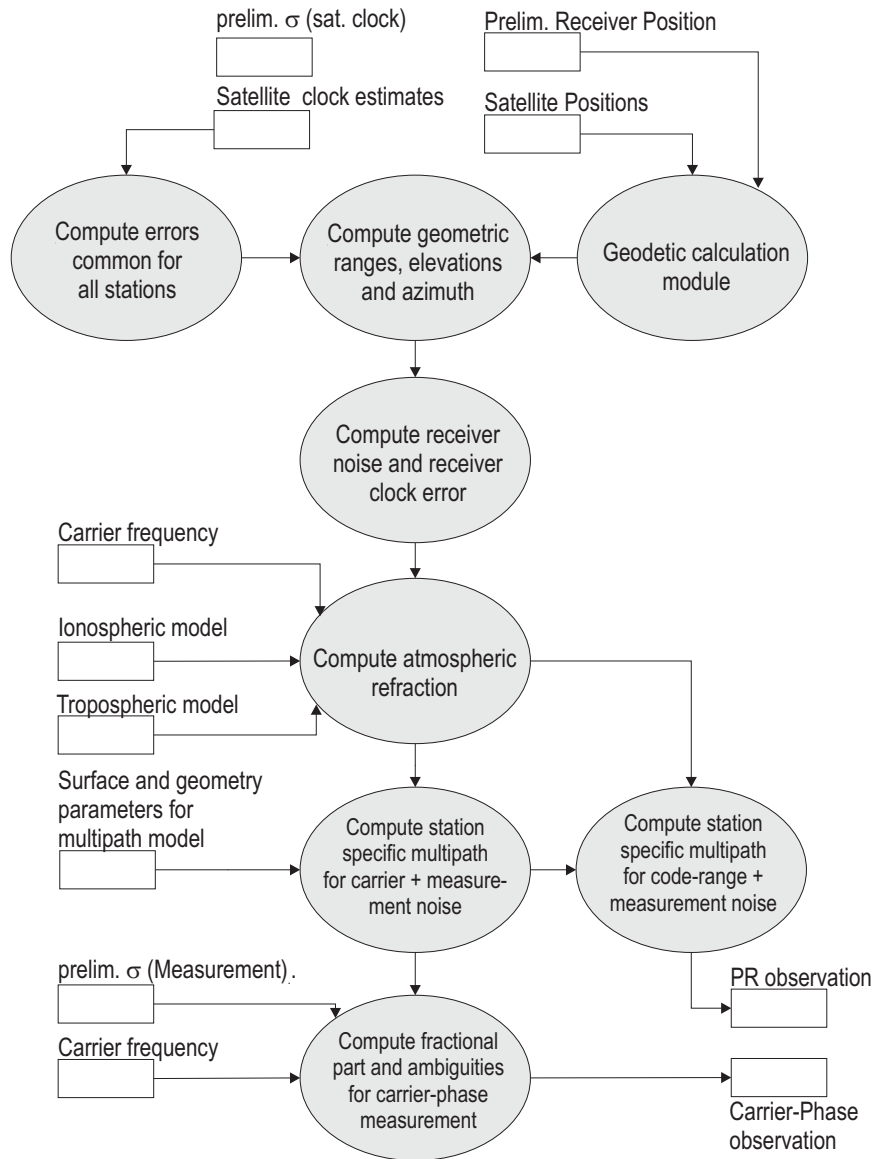 prelim. σ (sat. clock)
Prelim. Receiver Position
Satellite clock estimates
Satellite Positions
Compute errors
common for
all stations
Compute geometric
ranges, elevations
and azimuth
Geodetic calculation
module
Compute receiver
noise and receiver
clock error
Carrier frequency
Ionospheric model
Tropospheric model
Compute atmospheric
refraction
Surface and geometry
parameters for
multipath model
Compute station
specific multipath
for carrier + measure-
ment noise
Compute station
specific multipath
for code-range +
measurement noise
prelim. σ (Measurement) .
Carrier frequency
Compute fractional
part and ambiguities
for carrier-phase
measurement
PR observation
Carrier-Phase
observation